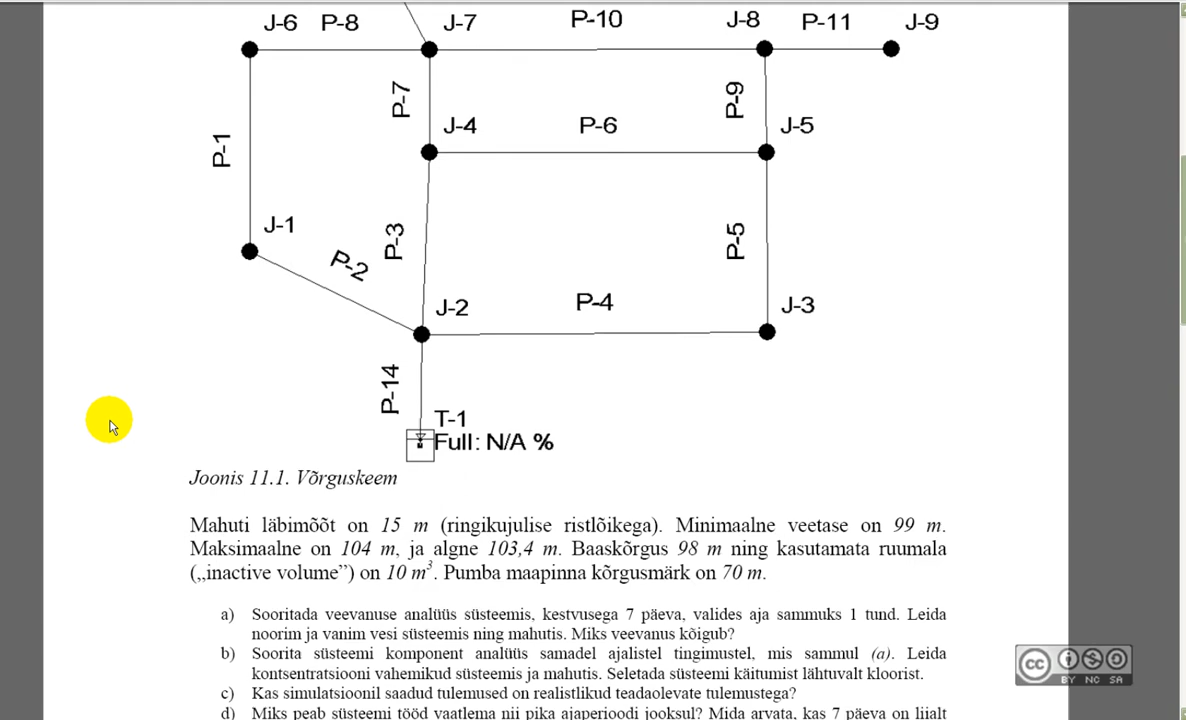 J-6 P-8 J-7 P-10 J-8 P-11 J-9
P-7 P-9
J-4 P-6 J-5
P-1
J-1
P-2 P-3 P-5
J-2 P-4 J-3
P-14
T-1
Full: N/A %
Joonis 11.1. Võrguskeem
Mahuti läbimõõt on 15 m (ringikujulise ristlõikega). Minimaalne veetase on 99 m.
Maksimaalne on 104 m, ja algne 103,4 m. Baaskõrgus 98 m ning kasutamata ruumala
(„inactive volume”) on 10 m³. Pumba maapinna kõrgusmärk on 70 m.
a) Sooritada veevanuse analüüs süsteemis, kestvusega 7 päeva, valides aja sammuks 1 tund. Leida
noorim ja vanim vesi süsteemis ning mahutis. Miks veevanus kõigub?
b) Soorita süsteemi komponent analüüs samadel ajalistel tingimustel, mis sammul (a). Leida
kontsentratsiooni vahemikud süsteemis ja mahutis. Seletada süsteemi käitumist lähtuvalt kloorist.
c) Kas simulatsioonil saadud tulemused on realistlikud teadaolevate tulemustega?
d) Miks peab süsteemi tööd vaatlema nii pika ajaperioodi jooksul? Mida arvata, kas 7 päeva on liialt
cc BY NC SA